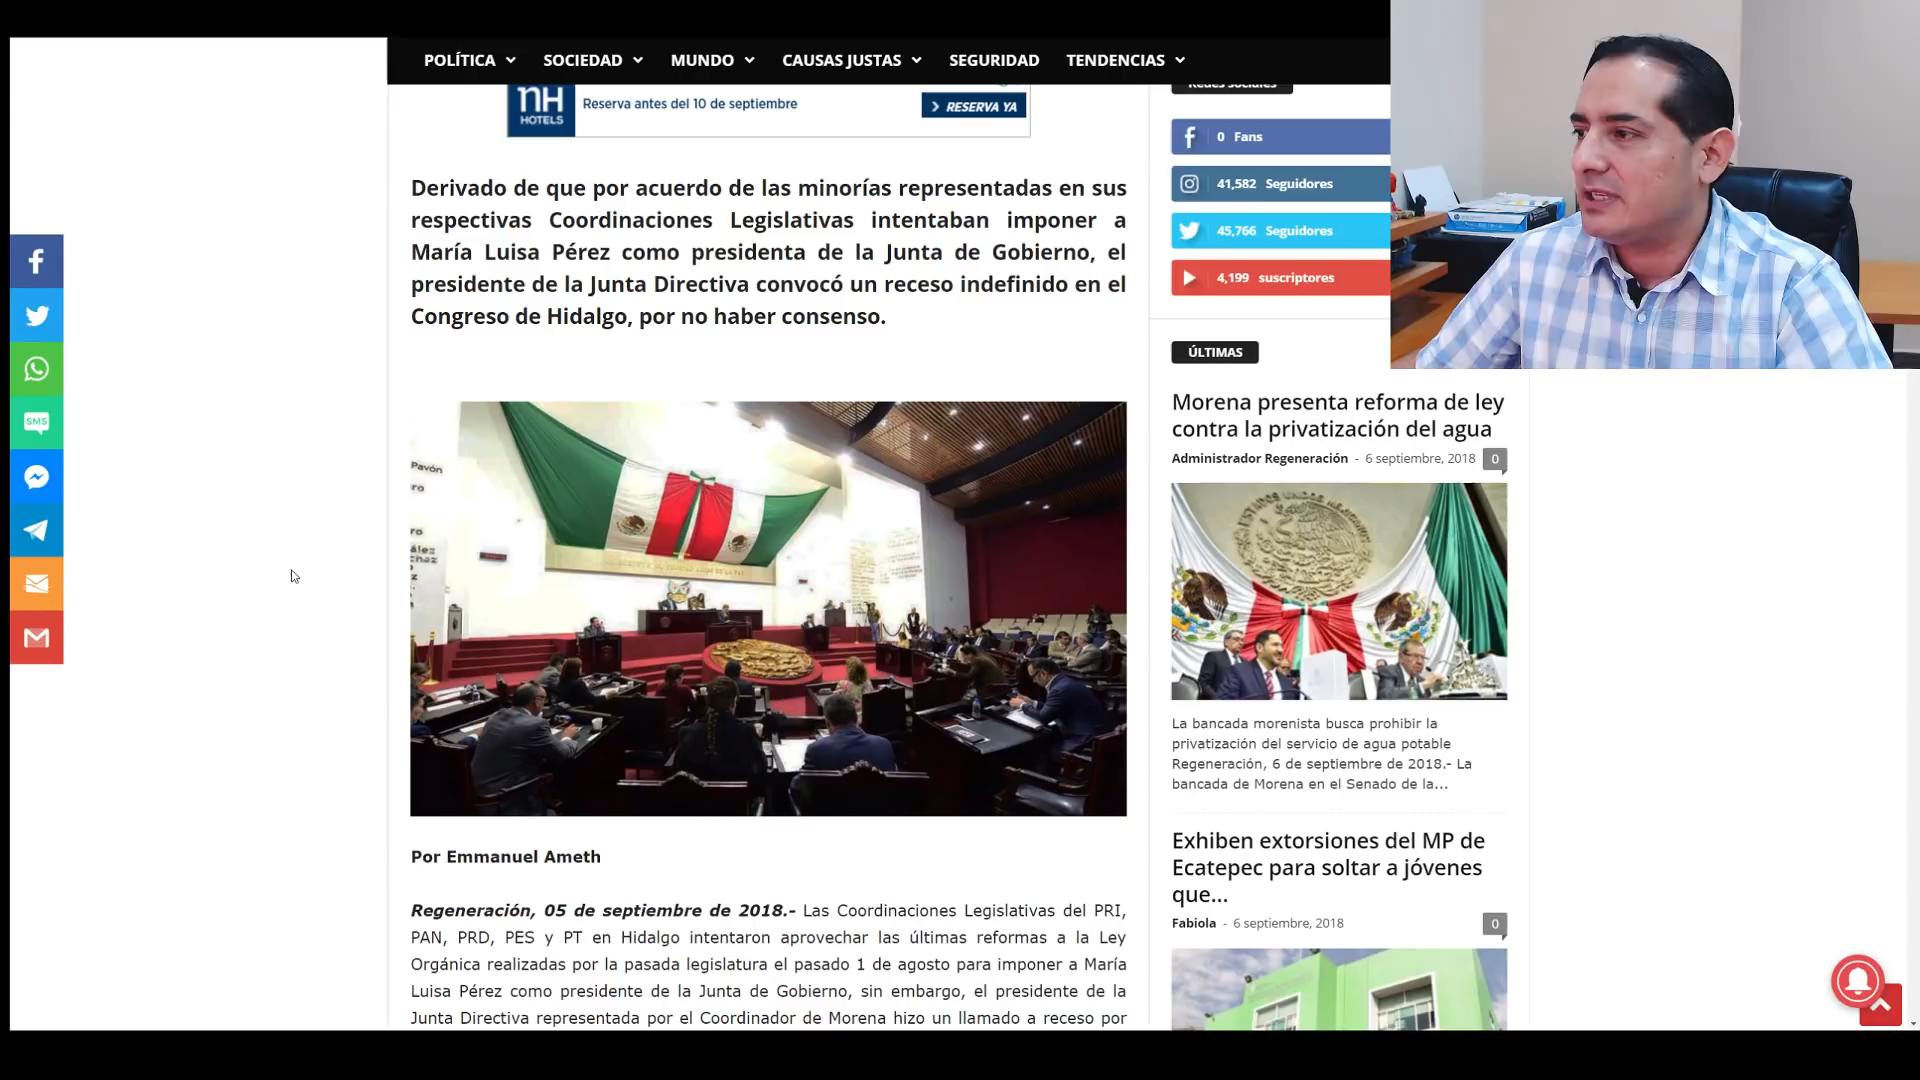 POLÍTICA SOCIEDAD MUNDO CAUSAS JUSTAS SEGURIDAD TENDENCIAS
nH
HOTELS
Reserva antes del 10 de septiembre
RESERVA YA
Derivado de que por acuerdo de las minorías representadas en sus
respectivas Coordinaciones Legislativas intentaban imponer a
María Luisa Pérez como presidenta de la Junta de Gobierno, el
presidente de la Junta Directiva convocó un receso indefinido en el
Congreso de Hidalgo, por no haber consenso.
SMS
Pavón
Por Emmanuel Ameth
Regeneración, 05 de septiembre de 2018.- Las Coordinaciones Legislativas del PRI,
PAN, PRD, PES y PT en Hidalgo intentaron aprovechar las últimas reformas a la Ley
Orgánica realizadas por la pasada legislatura el pasado 1 de agosto para imponer a María
Luisa Pérez como presidente de la Junta de Gobierno, sin embargo, el presidente de la
Junta Directiva representada por el Coordinador de Morena hizo un llamado a receso por
Redes sociales
0 Fans
41,582 Seguidores
45,766 Seguidores
4,199 suscriptores
ÚLTIMAS
Morena presenta reforma de ley
contra la privatización del agua
Administrador Regeneración - 6 septiembre, 2018 0
La bancada morenista busca prohibir la
privatización del servicio de agua potable
Regeneración, 6 de septiembre de 2018.- La
bancada de Morena en el Senado de la...
Exhiben extorsiones del MP de
Ecatepec para soltar a jóvenes
que...
Fabiola - 6 septiembre, 2018 0